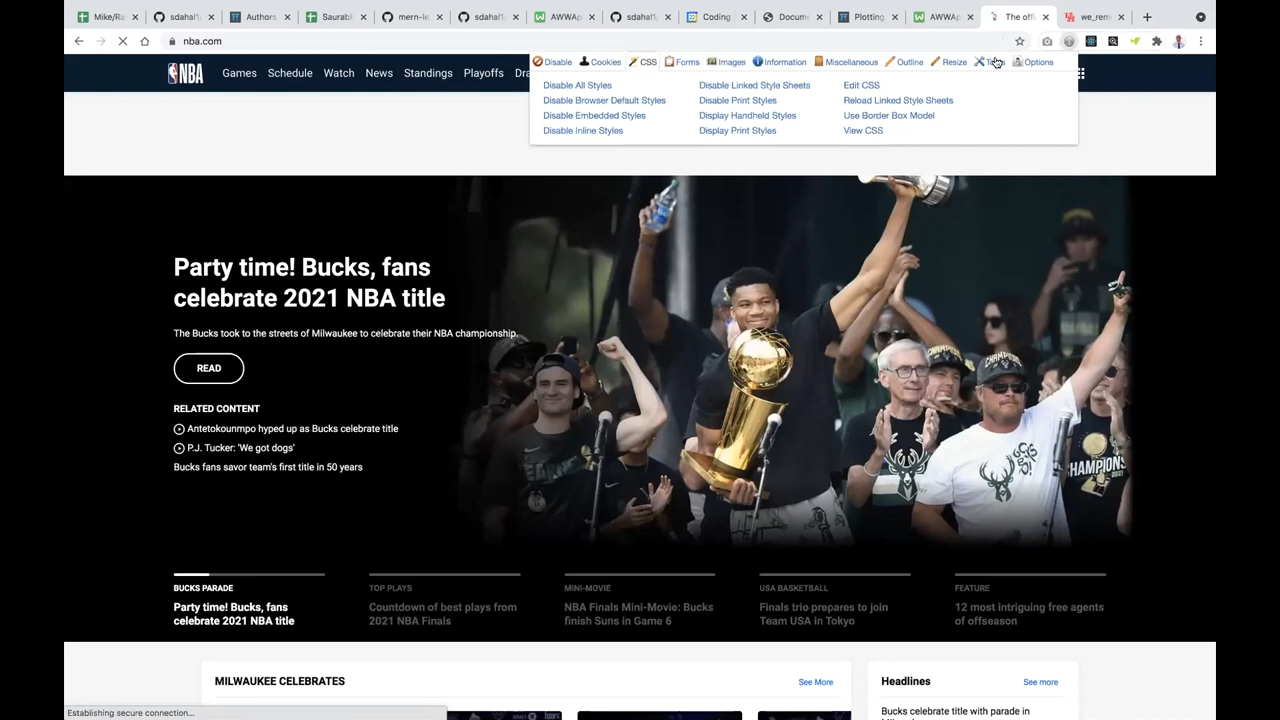 Mike/Ra
sdahal1
Authors
Saurab
mern-le
sdahal
AWWAp
sdahal1
Coding
Docum
Plotting
AWWAp
The off
we_rem
nba.com
NBA
Games
Schedule
Watch
News
Standings
Playoffs
Dra
Disable
Cookies
CSS
Forms
Images
Information
Miscellaneous
Outline
Resize
Options
Disable All Styles
Disable Browser Default Styles
Disable Embedded Styles
Disable Inline Styles
Disable Linked Style Sheets
Disable Print Styles
Display Handheld Styles
Display Print Styles
Edit CSS
Reload Linked Style Sheets
Use Border Box Model
View CSS
Party time! Bucks, fans
celebrate 2021 NBA title
The Bucks took to the streets of Milwaukee to celebrate their NBA championship.
READ
RELATED CONTENT
Antetokounmpo hyped up as Bucks celebrate title
P.J. Tucker: 'We got dogs'
Bucks fans savor team's first title in 50 years
CHAMPIONS
BUCKS PARADE
Party time! Bucks, fans
celebrate 2021 NBA title
TOP PLAYS
Countdown of best plays from
2021 NBA Finals
MINI-MOVIE
NBA Finals Mini-Movie: Bucks
finish Suns in Game 6
USA BASKETBALL
Finals trio prepares to join
Team USA in Tokyo
FEATURE
12 most intriguing free agents
of offseason
MILWAUKEE CELEBRATES
See More
Headlines
See more
Bucks celebrate title with parade in
Establishing secure connection...